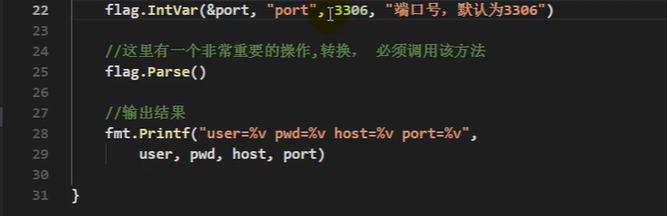 22 flag.IntVar(&port, "port", 3306, "端口号，默认为3306")
23
24 //这里有一个非常重要的操作,转换， 必须调用该方法
25 flag.Parse()
26
27 //输出结果
28 fmt.Printf("user=%v pwd=%v host=%v port=%v",
29 user, pwd, host, port)
30
31 }